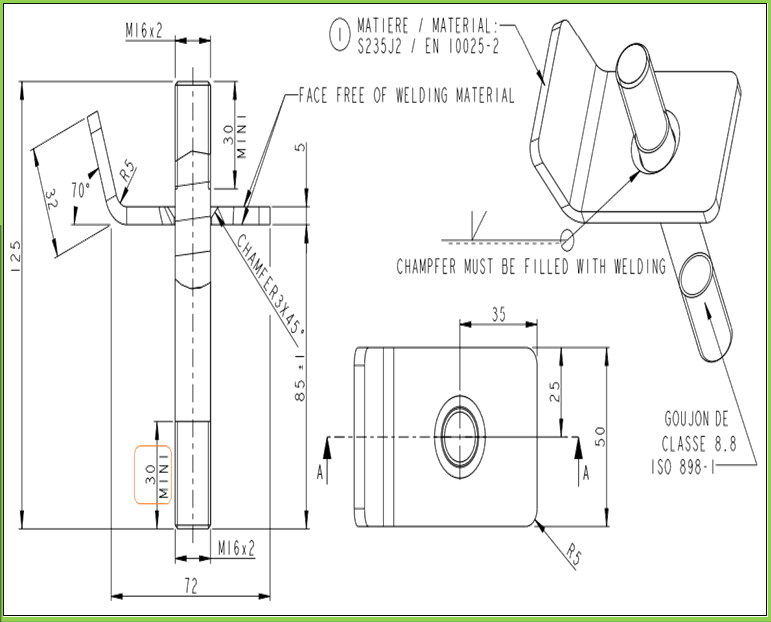 M16x2
1
MATIERE / MATERIAL:
S235J2 / EN 10025-2
FACE FREE OF WELDING MATERIAL
30
MINI
5
R5
70°
32
125
CHAMFER3X45°
CHAMPFER MUST BE FILLED WITH WELDING
85 ±1
35
25
50
30
MINI
A
A
GOUJON DE
CLASSE 8.8
ISO 898-1
M16x2
R5
72